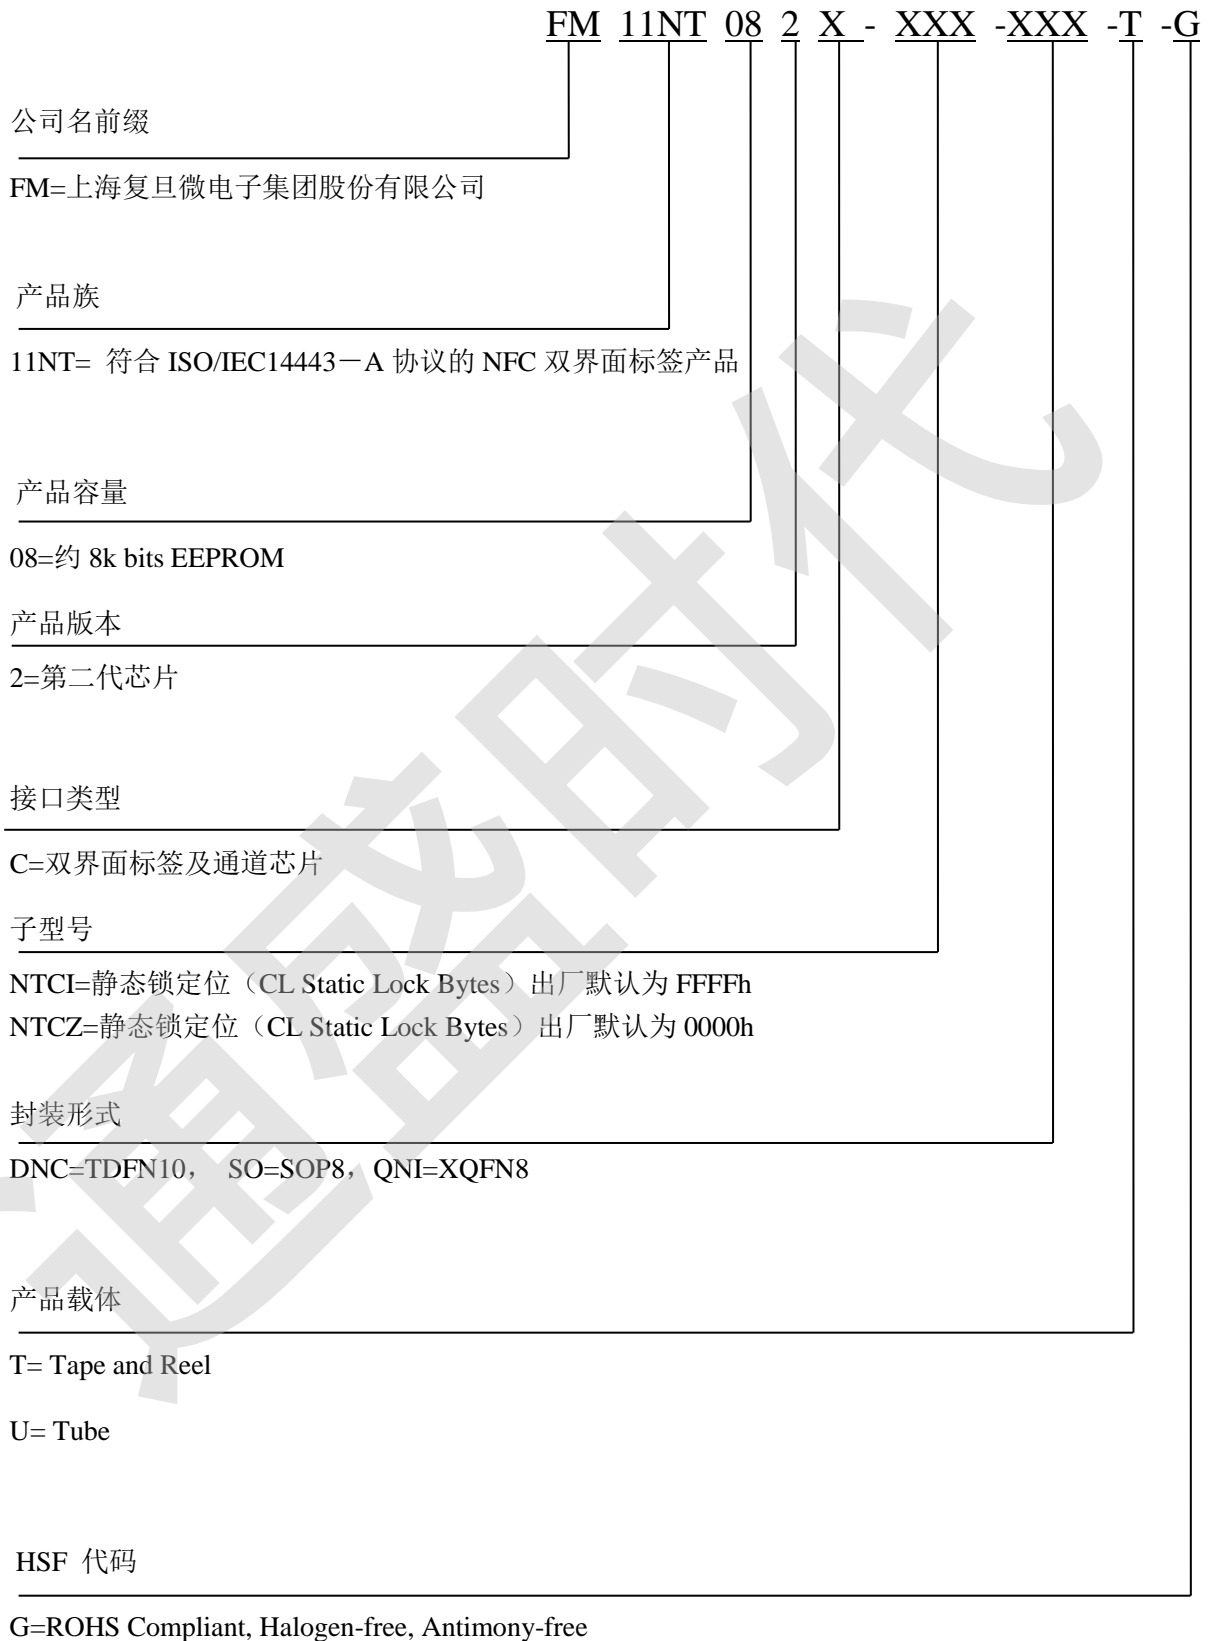 FM 11NT 08 2 X - XXX -XXX -T -G
公司名前缀
FM=上海复旦微电子集团股份有限公司
产品族
11NT= 符合 ISO/IEC14443－A 协议的 NFC 双界面标签产品
产品容量
08=约 8k bits EEPROM
产品版本
2=第二代芯片
接口类型
C=双界面标签及通道芯片
子型号
NTCI=静态锁定位（CL Static Lock Bytes）出厂默认为 FFFFh
NTCZ=静态锁定位（CL Static Lock Bytes）出厂默认为 0000h
封装形式
DNC=TDFN10， SO=SOP8，QNI=XQFN8
产品载体
T= Tape and Reel
U= Tube
HSF 代码
G=ROHS Compliant, Halogen-free, Antimony-free
通盛时代